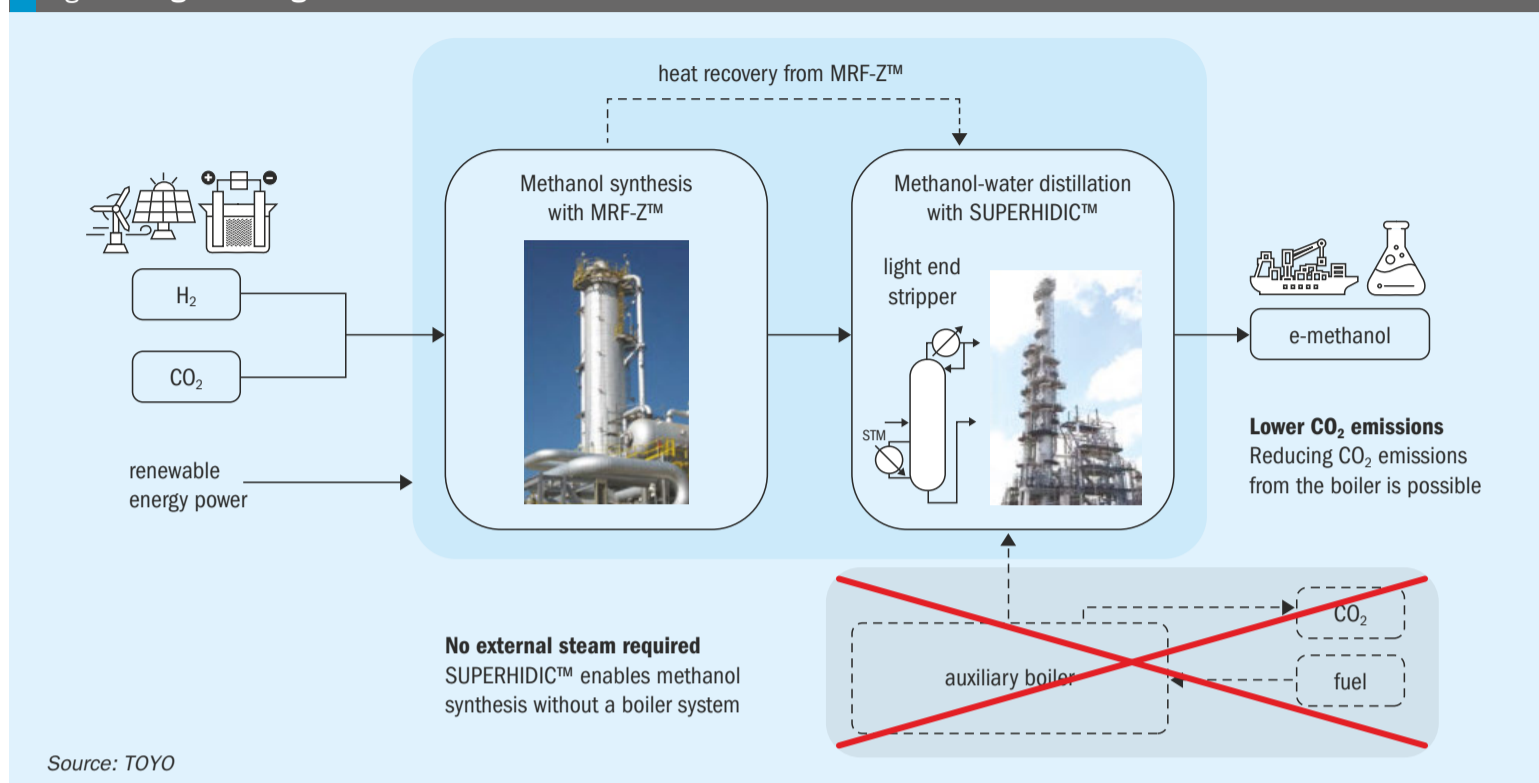 heat recovery from MRF-Z™
Methanol synthesis
with MRF-Z™
Methanol-water distillation
with SUPERHIDIC™
light end
stripper
STM
H₂
CO₂
renewable
energy power
e-methanol
Lower CO₂ emissions
Reducing CO₂ emissions
from the boiler is possible
No external steam required
SUPERHIDIC™ enables methanol
synthesis without a boiler system
auxiliary boiler
CO₂
fuel
Source: TOYO